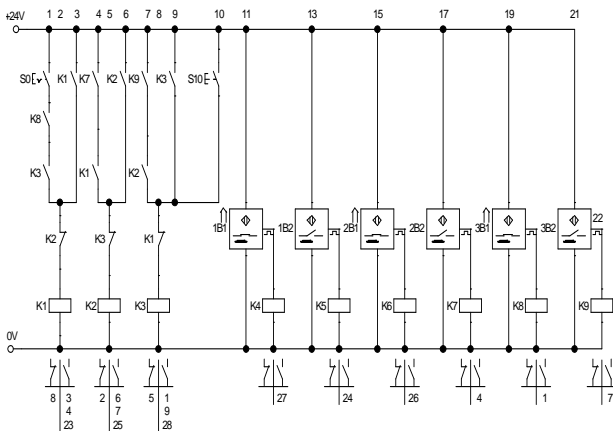 +24V 1 2 3 4 5 6 7 8 9 10 11 13 15 17 19 21
S0 K1 K7 K2 K9 K3 S10
K8
K3 K1 K2
1B1 1B2 2B1 2B2 3B1 3B2 22
K2 K3 K1
K1 K2 K3 K4 K5 K6 K7 K8 K9
0V
8 3 2 6 5 1 27 24 26 4 1 7
4 7 9
23 25 28